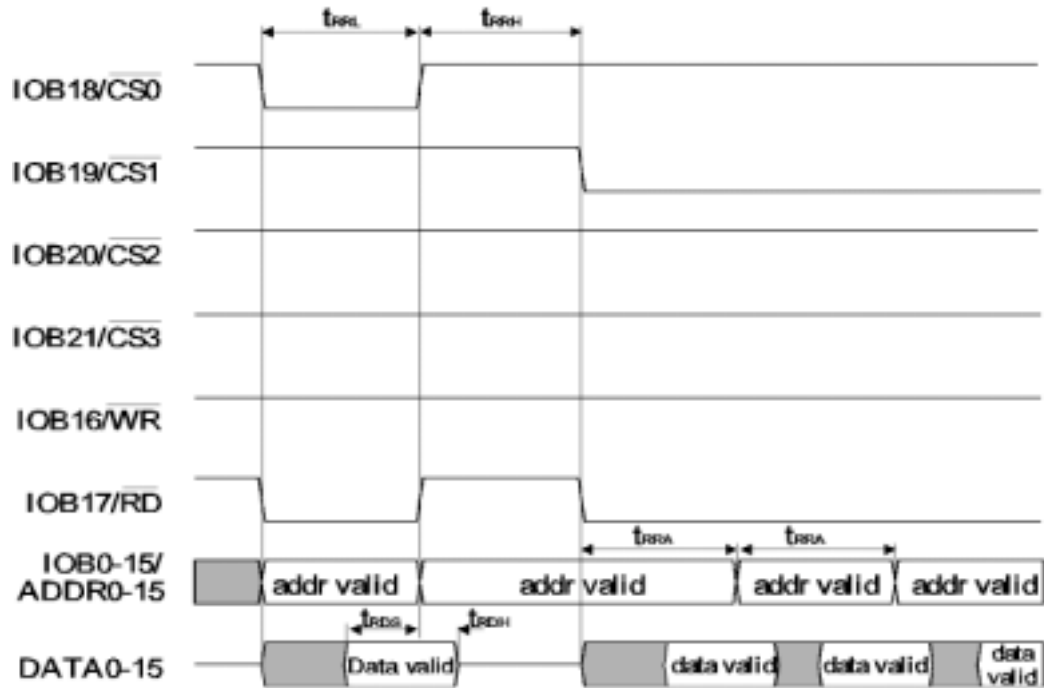 tRRL tRRH
IOB18/CS0
IOB19/CS1
IOB20/CS2
IOB21/CS3
IOB16/WR
IOB17/RD
tRRA tRRA
IOB0-15/
ADDR0-15
addr valid addr valid addr valid addr valid
tRDS tRDH
DATA0-15
Data valid data valid data valid data
valid